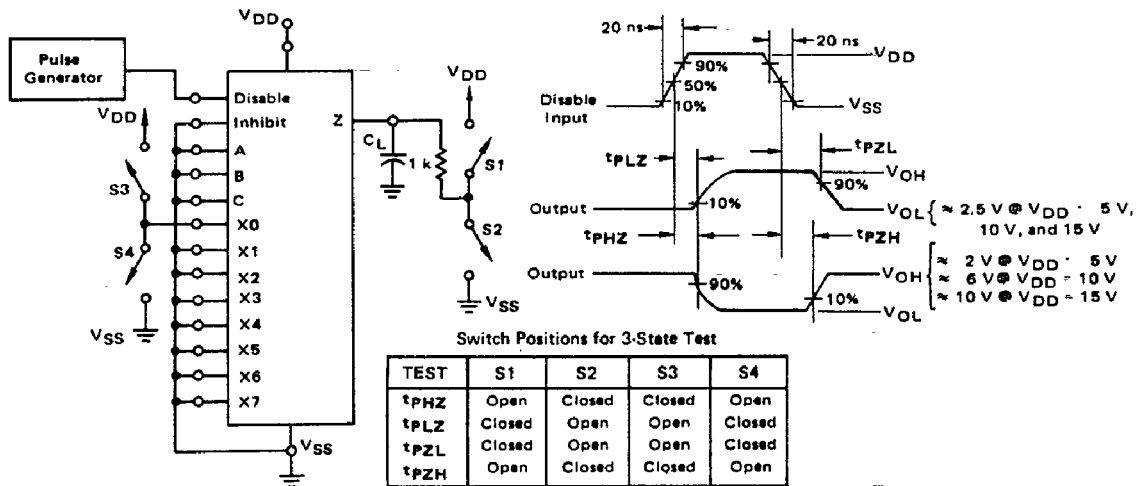 Pulse
Generator
VDD
Disable
Inhibit
A
B
C
X0
X1
X2
X3
X4
X5
X6
X7
Z
VDD
S3
S4
VSS
VSS
CL
1 k
VDD
S1
S2
VSS
20 ns
20 ns
VDD
90%
50%
10%
Disable
Input
VSS
tPLZ
tPZL
VOH
90%
10%
Output
VOL { ≈ 2.5 V @ VDD - 5 V,
10 V, and 15 V
tPHZ
tPZH
Output
90%
10%
VOH
≈ 2 V @ VDD - 5 V
≈ 6 V @ VDD - 10 V
≈ 10 V @ VDD - 15 V
VOL
Switch Positions for 3-State Test
TEST S1 S2 S3 S4
tPHZ Open Closed Closed Open
tPLZ Closed Open Open Closed
tPZL Closed Open Open Closed
tPZH Open Closed Closed Open